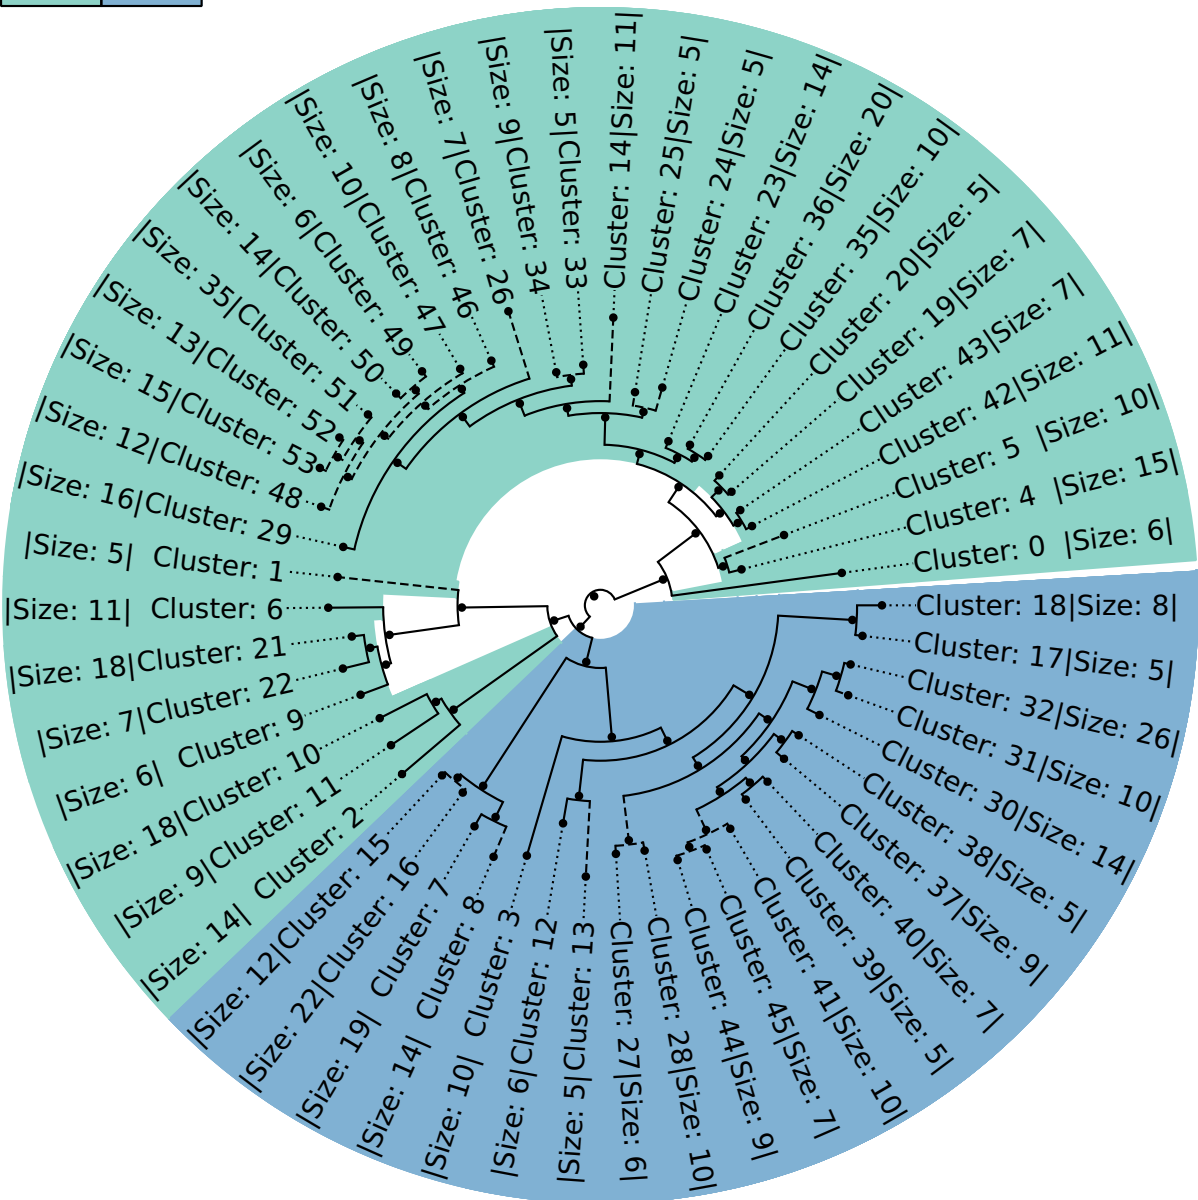 Cluster: 14|Size: 11|
Cluster: 25|Size: 5|
Cluster: 24|Size: 5|
Cluster: 23|Size: 14|
Cluster: 36|Size: 20|
Cluster: 35|Size: 10|
Cluster: 20|Size: 5|
Cluster: 19|Size: 7|
Cluster: 43|Size: 7|
Cluster: 42|Size: 11|
Cluster: 5 |Size: 10|
Cluster: 4 |Size: 15|
Cluster: 0 |Size: 6|
Cluster: 18|Size: 8|
Cluster: 17|Size: 5|
Cluster: 32|Size: 26|
Cluster: 31|Size: 10|
Cluster: 30|Size: 14|
Cluster: 38|Size: 5|
Cluster: 37|Size: 9|
Cluster: 40|Size: 7|
Cluster: 39|Size: 5|
Cluster: 41|Size: 10|
Cluster: 45|Size: 7|
Cluster: 44|Size: 9|
Cluster: 28|Size: 10|
Cluster: 27|Size: 6|
|Size: 5|Cluster: 13
|Size: 6|Cluster: 12
|Size: 10| Cluster: 3
|Size: 14| Cluster: 8
|Size: 19| Cluster: 7
|Size: 22|Cluster: 16
|Size: 12|Cluster: 15
|Size: 14| Cluster: 2
|Size: 9|Cluster: 11
|Size: 18|Cluster: 10
|Size: 6| Cluster: 9
|Size: 7|Cluster: 22
|Size: 18|Cluster: 21
|Size: 11| Cluster: 6
|Size: 5| Cluster: 1
|Size: 16|Cluster: 29
|Size: 12|Cluster: 48
|Size: 15|Cluster: 53
|Size: 13|Cluster: 52
|Size: 35|Cluster: 51
|Size: 14|Cluster: 50
|Size: 6|Cluster: 49
|Size: 10|Cluster: 47
|Size: 8|Cluster: 46
|Size: 7|Cluster: 26
|Size: 9|Cluster: 34
|Size: 5|Cluster: 33